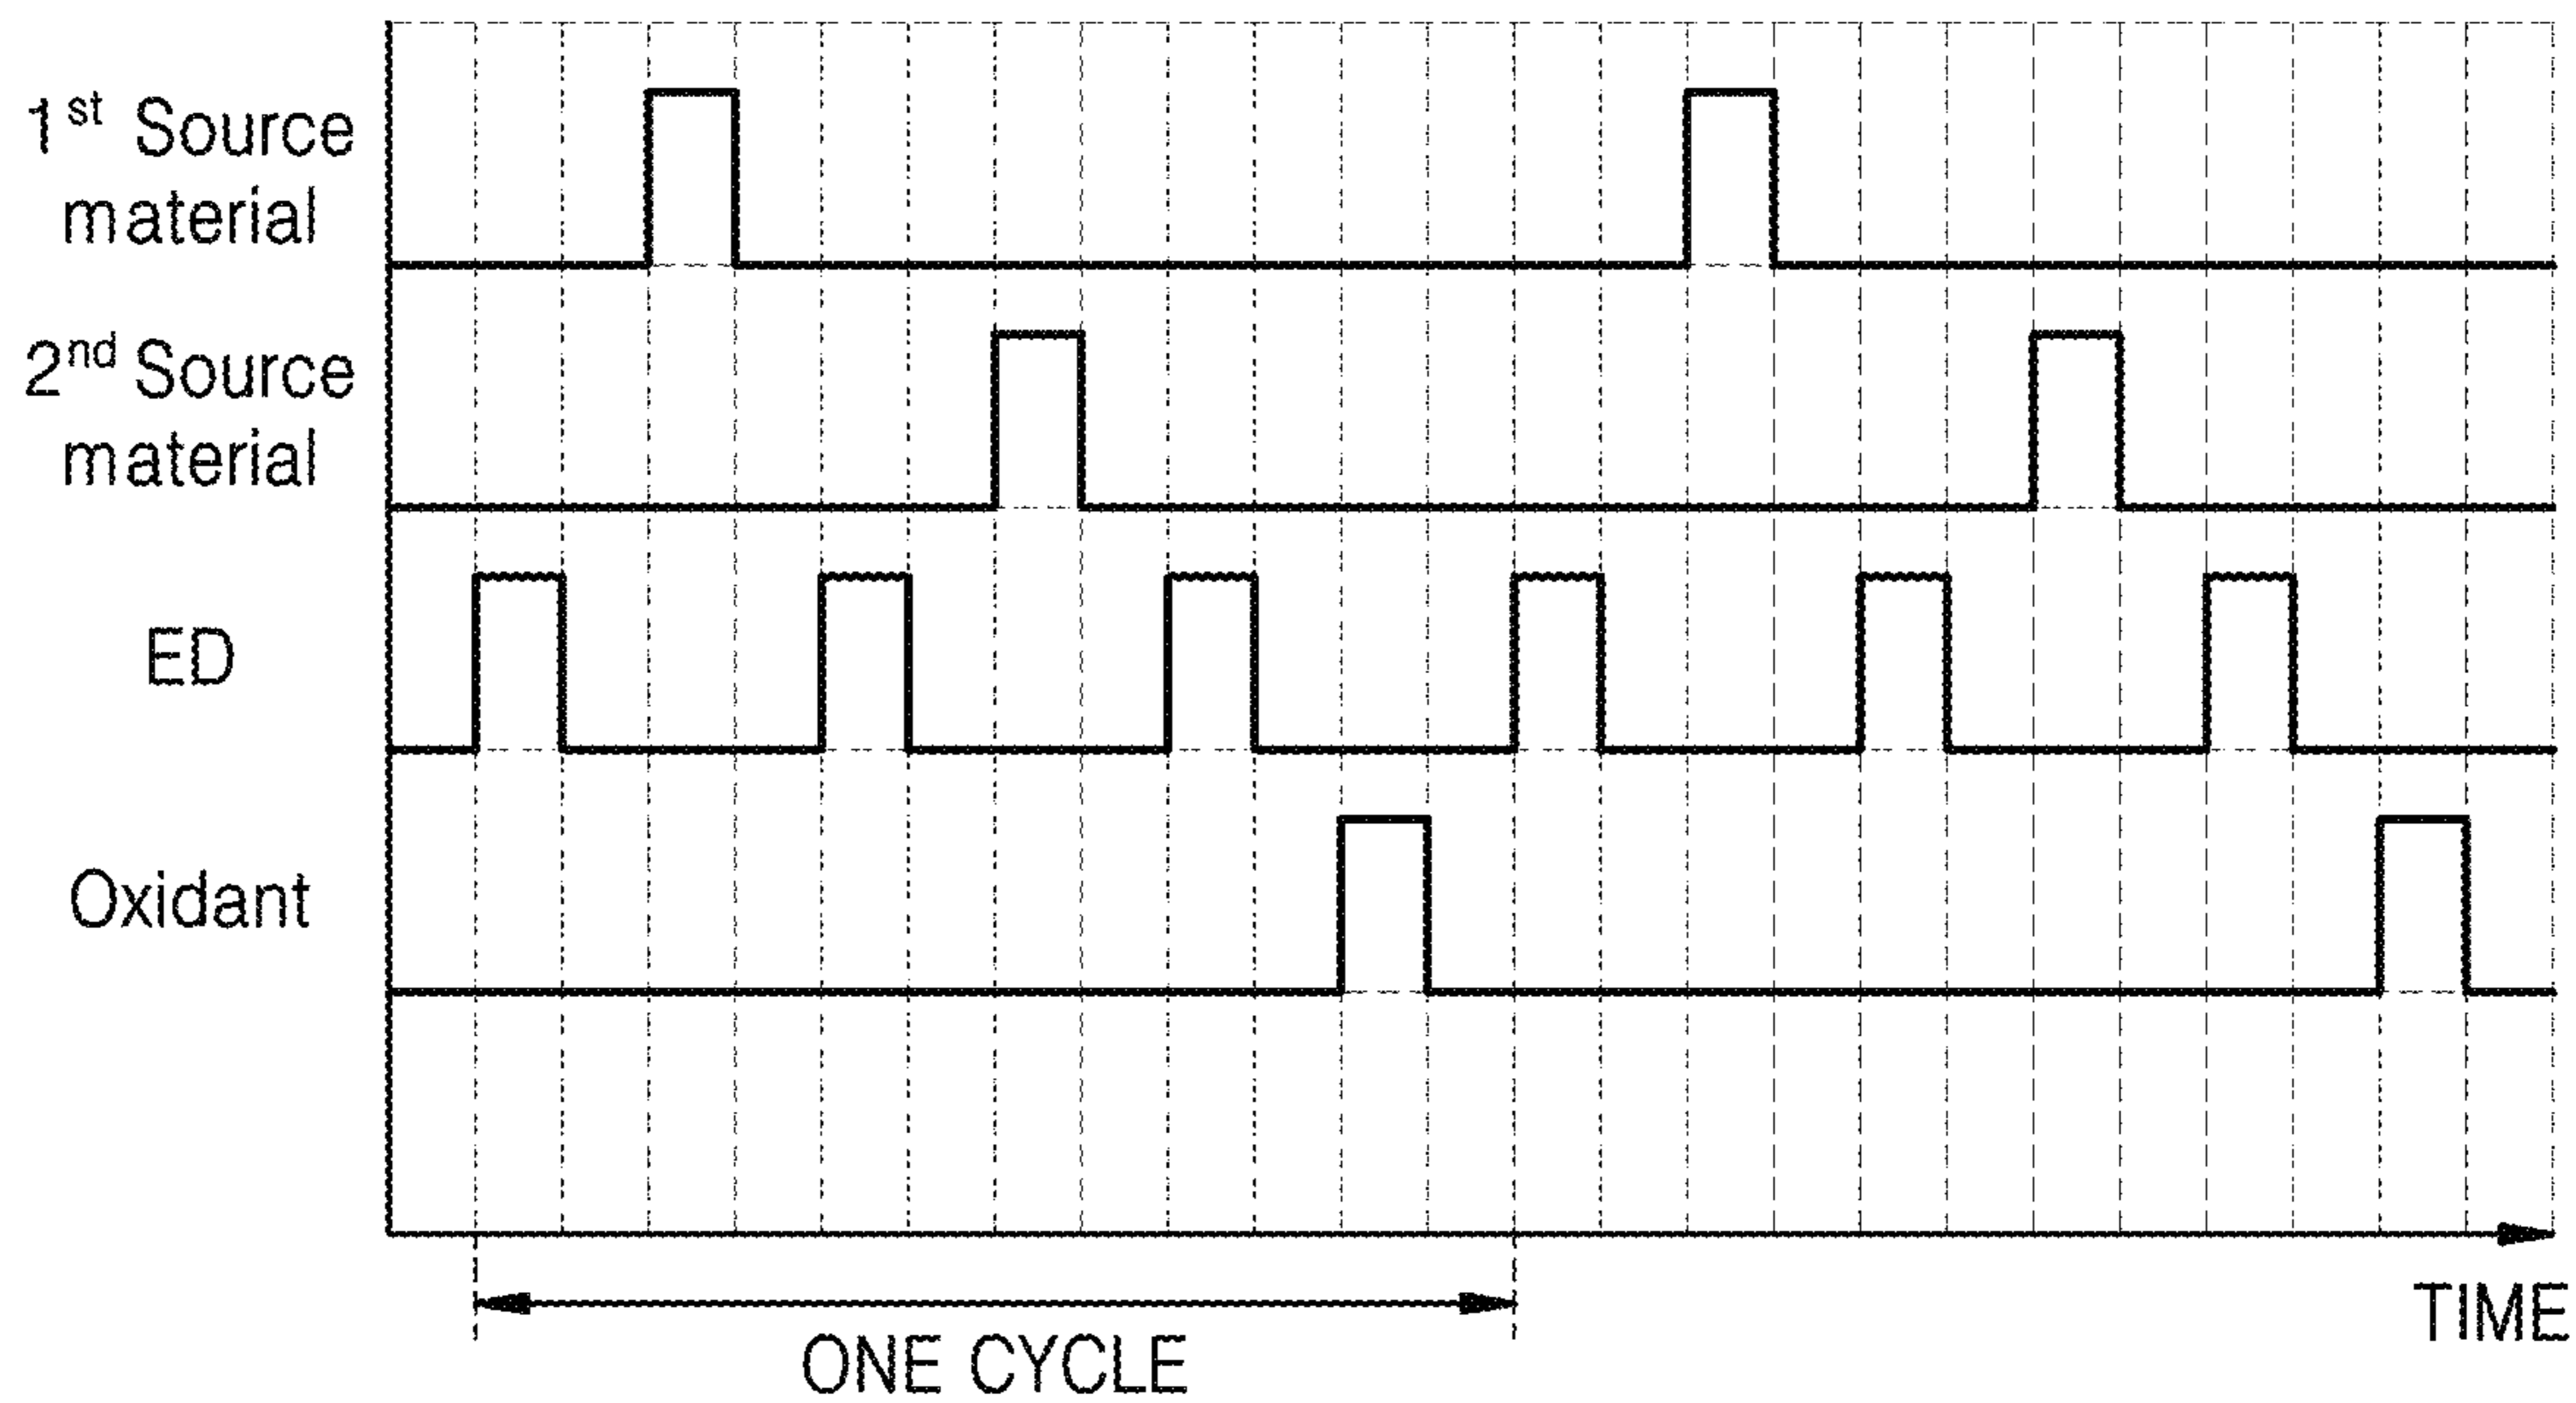 1st Source
material
2nd Source
material
ED
Oxidant
TIME
ONE CYCLE